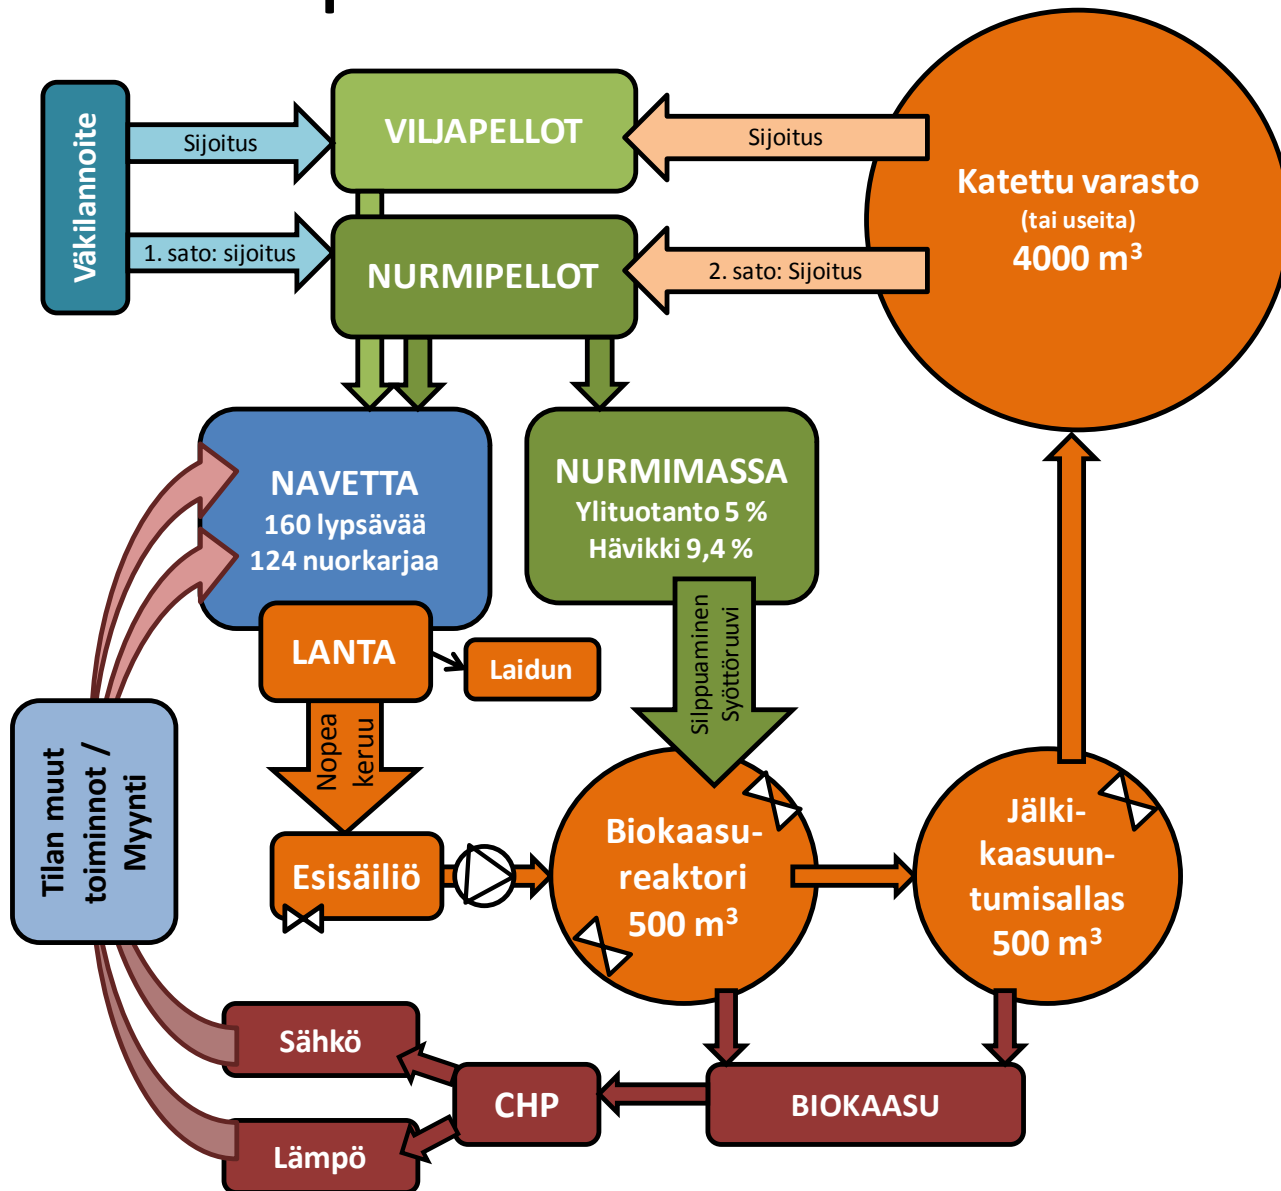 Väkilannoite
Sijoitus
VILJAPELLOT
Sijoitus
1. sato: sijoitus
NURMIPELLOT
2. sato: Sijoitus
Katettu varasto
(tai useita)
4000 m³
NAVETTA
160 lypsävää
124 nuorkarjaa
NURMIMASSA
Ylituotanto 5 %
Hävikki 9,4 %
LANTA
Laidun
Nopea
keruu
Silppuaminen
Syöttöruuvi
Tilan muut
toiminnot /
Myynti
Esisäiliö
Biokaasu-
reaktori
500 m³
Jälki-
kaasuun-
tumisallas
500 m³
Sähkö
CHP
BIOKAASU
Lämpö